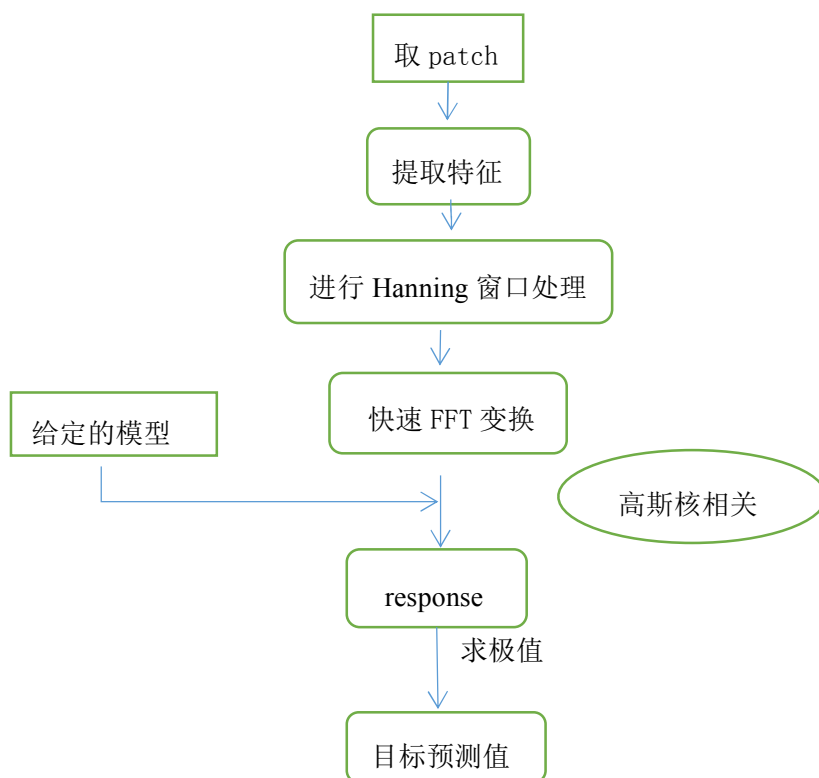 取 patch
提取特征
进行 Hanning 窗口处理
快速 FFT 变换
给定的模型
高斯核相关
response
求极值
目标预测值